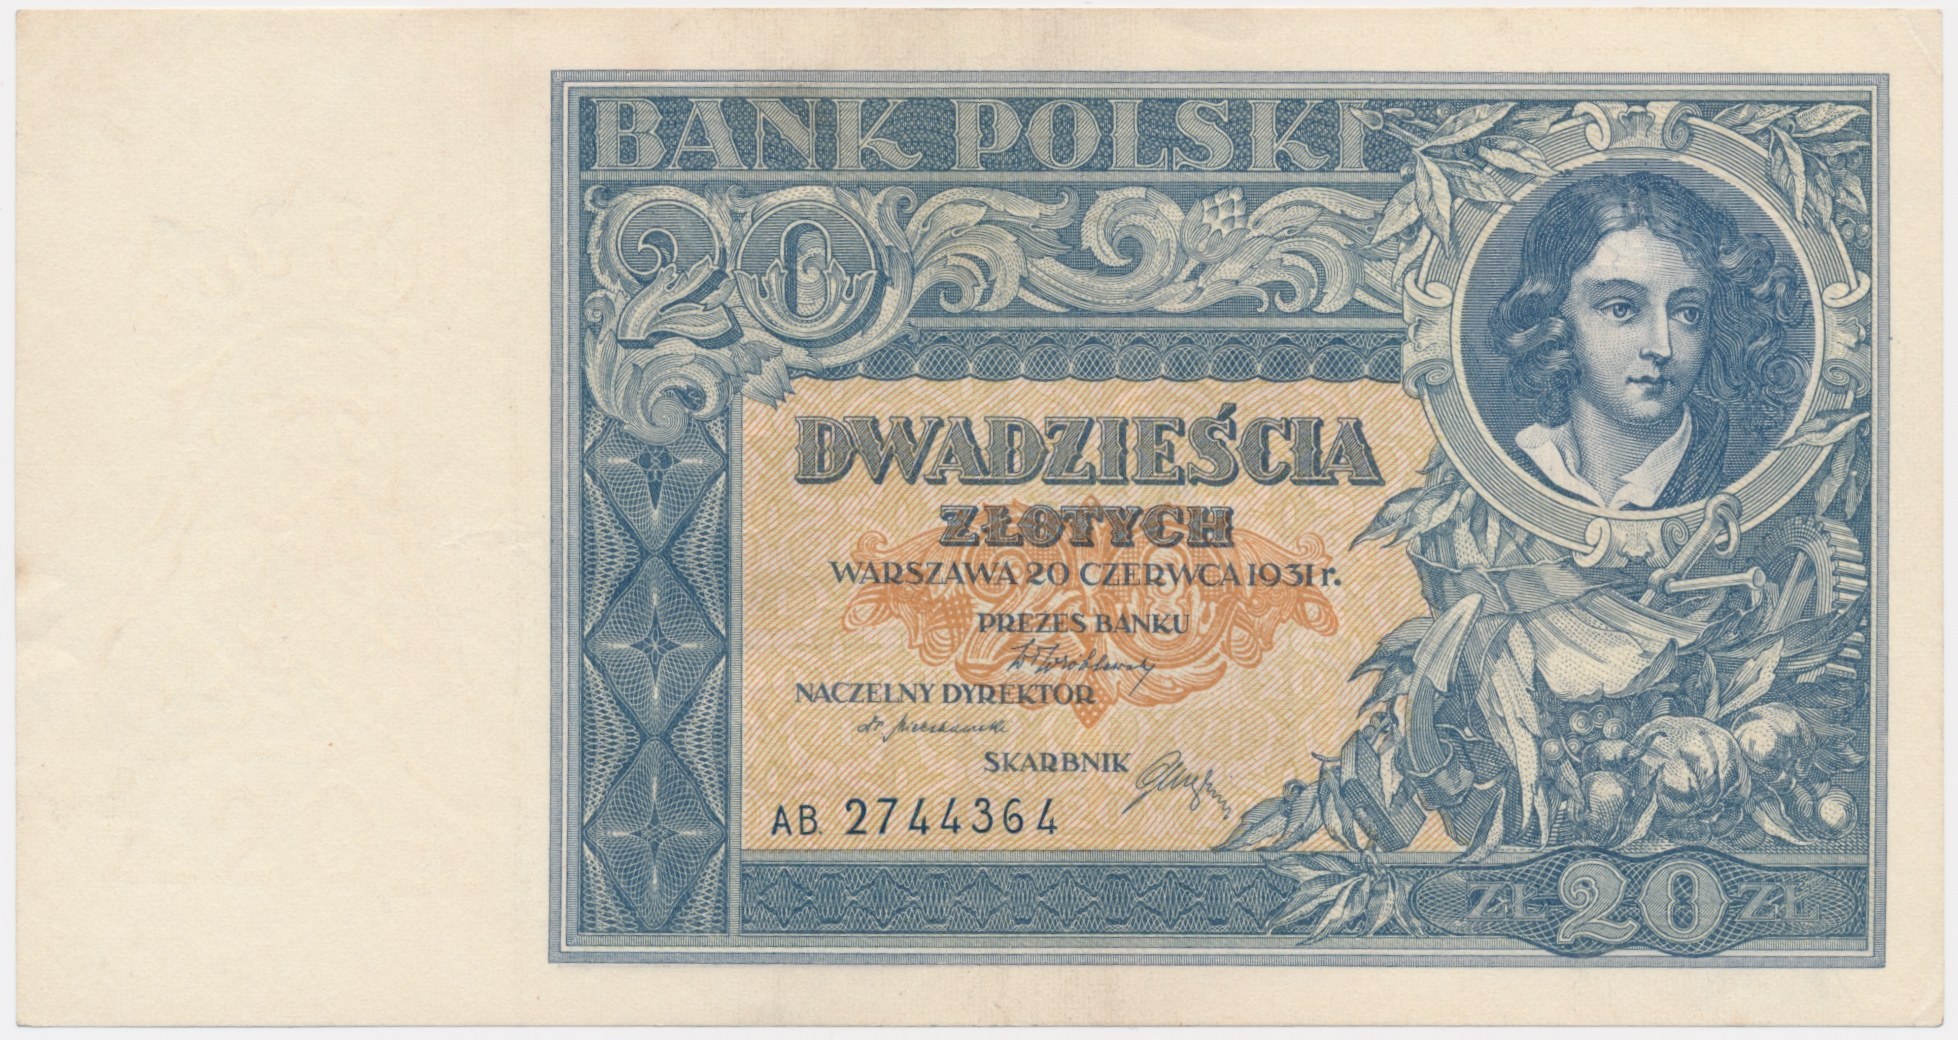 BANK POLSKI
20
DWADZIEŚCIA
ZŁOTYCH
WARSZAWA 20 CZERWCA 1931 r.
PREZES BANKU
NACZELNY DYREKTOR
SKARBNIK
AB. 2744364
ZŁ 20 ZŁ